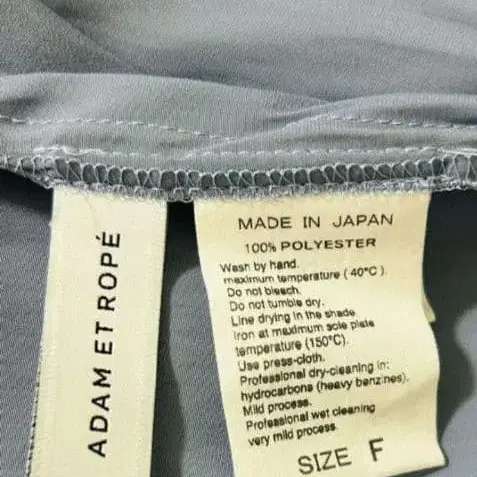 ADAM ET ROPÉ
MADE IN JAPAN
100% POLYESTER
Wash by hand.
maximum temperature (40°C).
Do not bleach.
Do not tumble dry.
Line drying in the shade
Iron at maximum sole plate
temperature (150°C).
Use press-cloth.
Professional dry-cleaning in:
hydrocarbons (heavy benzines).
Mild process.
Professional wet cleaning
very mild process.
SIZE F